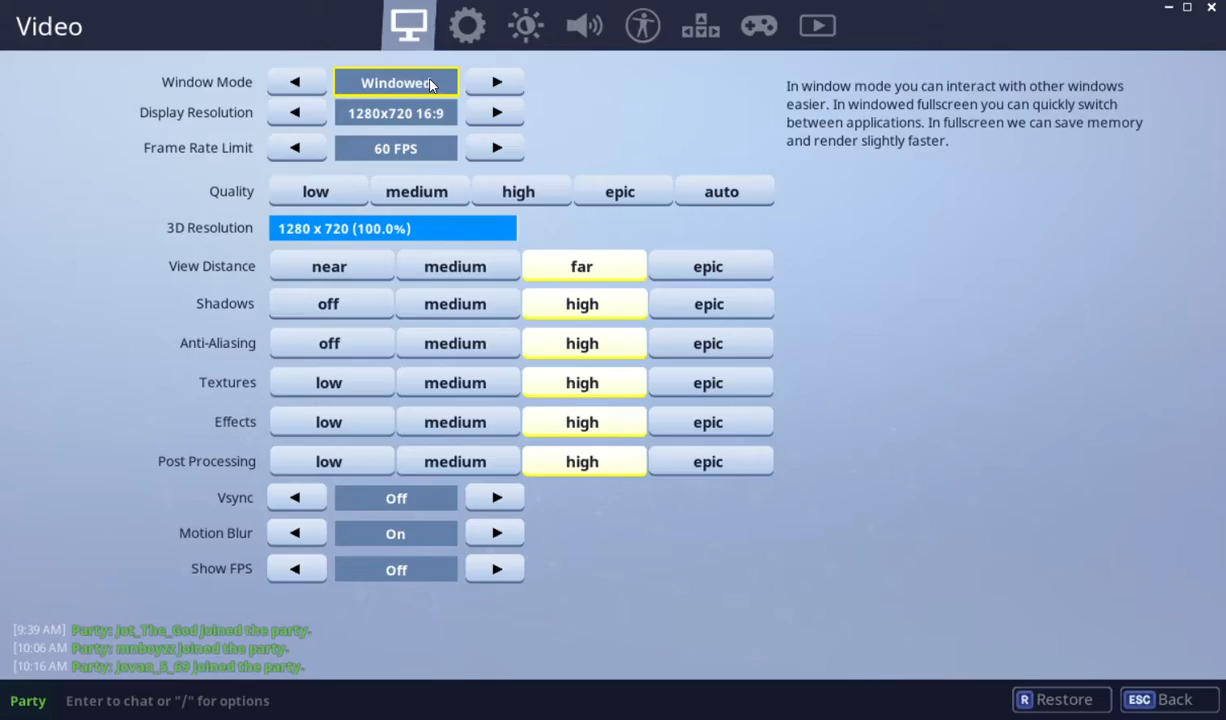 Video
Window Mode Windowed
Display Resolution 1280x720 16:9
Frame Rate Limit 60 FPS
In window mode you can interact with other windows
easier. In windowed fullscreen you can quickly switch
between applications. In fullscreen we can save memory
and render slightly faster.
Quality low medium high epic auto
3D Resolution 1280 x 720 (100.0%)
View Distance near medium far epic
Shadows off medium high epic
Anti-Aliasing off medium high epic
Textures low medium high epic
Effects low medium high epic
Post Processing low medium high epic
Vsync Off
Motion Blur On
Show FPS Off
[9:39 AM] Party: Jot_The_God joined the party.
[10:06 AM Party: mnboyzz joined the party.
[10:16 AM Party: Jovan_5_69 joined the party.
Party Enter to chat or "/" for options
R Restore ESC Back